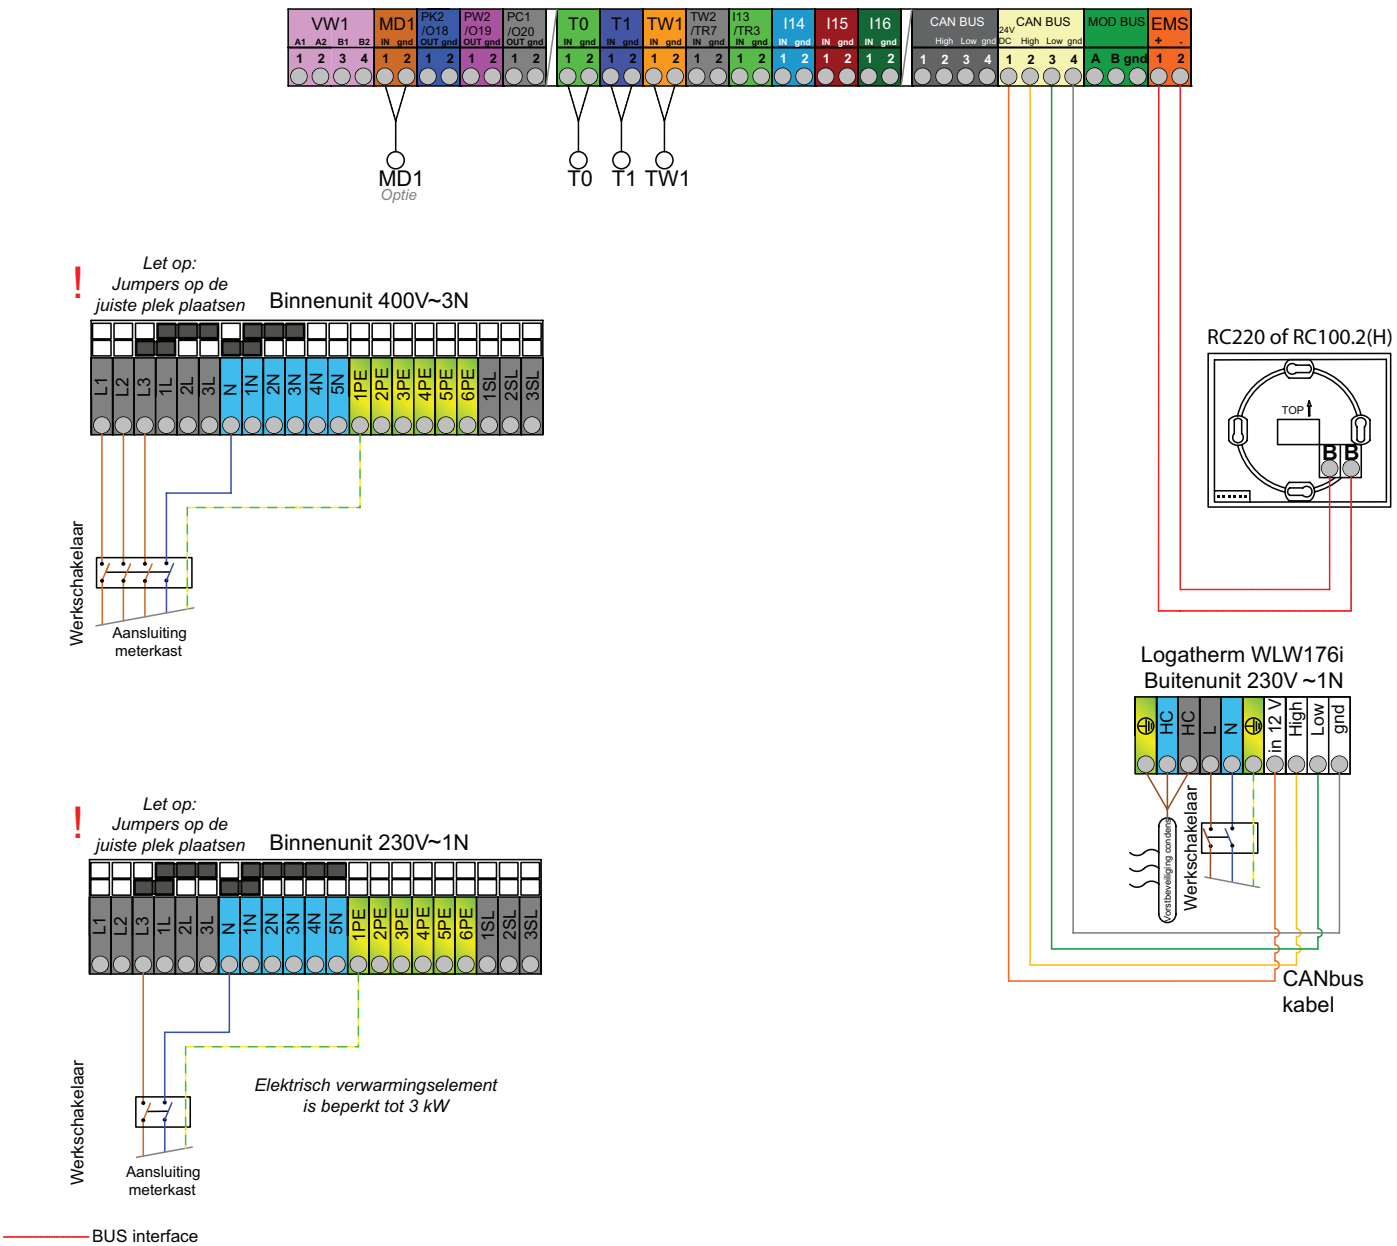 VW1 MD1 PK2 PW2 PC1 T0 T1 TW1 TW2 I13 I14 I15 I16 CAN BUS CAN BUS MOD BUS EMS
/O18 /O19 /O20 /TR7 /TR3 24V
A1 A2 B1 B2 IN gnd OUT gnd OUT gnd OUT gnd IN gnd IN gnd IN gnd IN gnd IN gnd IN gnd IN gnd IN gnd High Low gnd DC High Low gnd + -
1 2 3 4 1 2 1 2 1 2 1 2 1 2 1 2 1 2 1 2 1 2 1 2 1 2 1 2 1 2 3 4 1 2 3 4 A B gnd 1 2
MD1 T0 T1 TW1
Optie
! Let op:
Jumpers op de
juiste plek plaatsen
Binnenunit 400V~3N
L1 L2 L3 1L 2L 3L N 1N 2N 3N 4N 5N 1PE 2PE 3PE 4PE 5PE 6PE 1SL 2SL 3SL
Werkschakelaar
Aansluiting
meterkast
RC220 of RC100.2(H)
TOP
B B
Logatherm WLW176i
Buitenunit 230V ~1N
HC HC L N in 12 V High Low gnd
Vorstbeveiliging condens
Werkschakelaar
CANbus
kabel
! Let op:
Jumpers op de
juiste plek plaatsen
Binnenunit 230V~1N
L1 L2 L3 1L 2L 3L N 1N 2N 3N 4N 5N 1PE 2PE 3PE 4PE 5PE 6PE 1SL 2SL 3SL
Werkschakelaar
Elektrisch verwarmingselement
is beperkt tot 3 kW
Aansluiting
meterkast
BUS interface